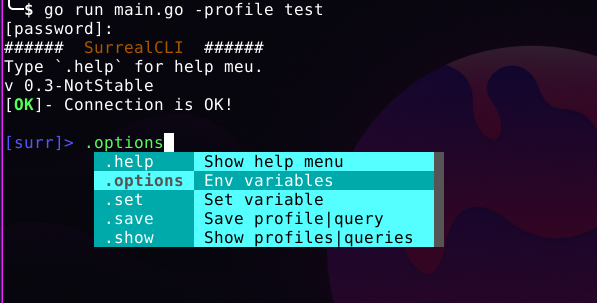 $ go run main.go -profile test
[password]:
###### SurrealCLI ######
Type `.help` for help meu.
v 0.3-NotStable
[OK]- Connection is OK!
[surr]> .options
.help Show help menu
.options Env variables
.set Set variable
.save Save profile|query
.show Show profiles|queries